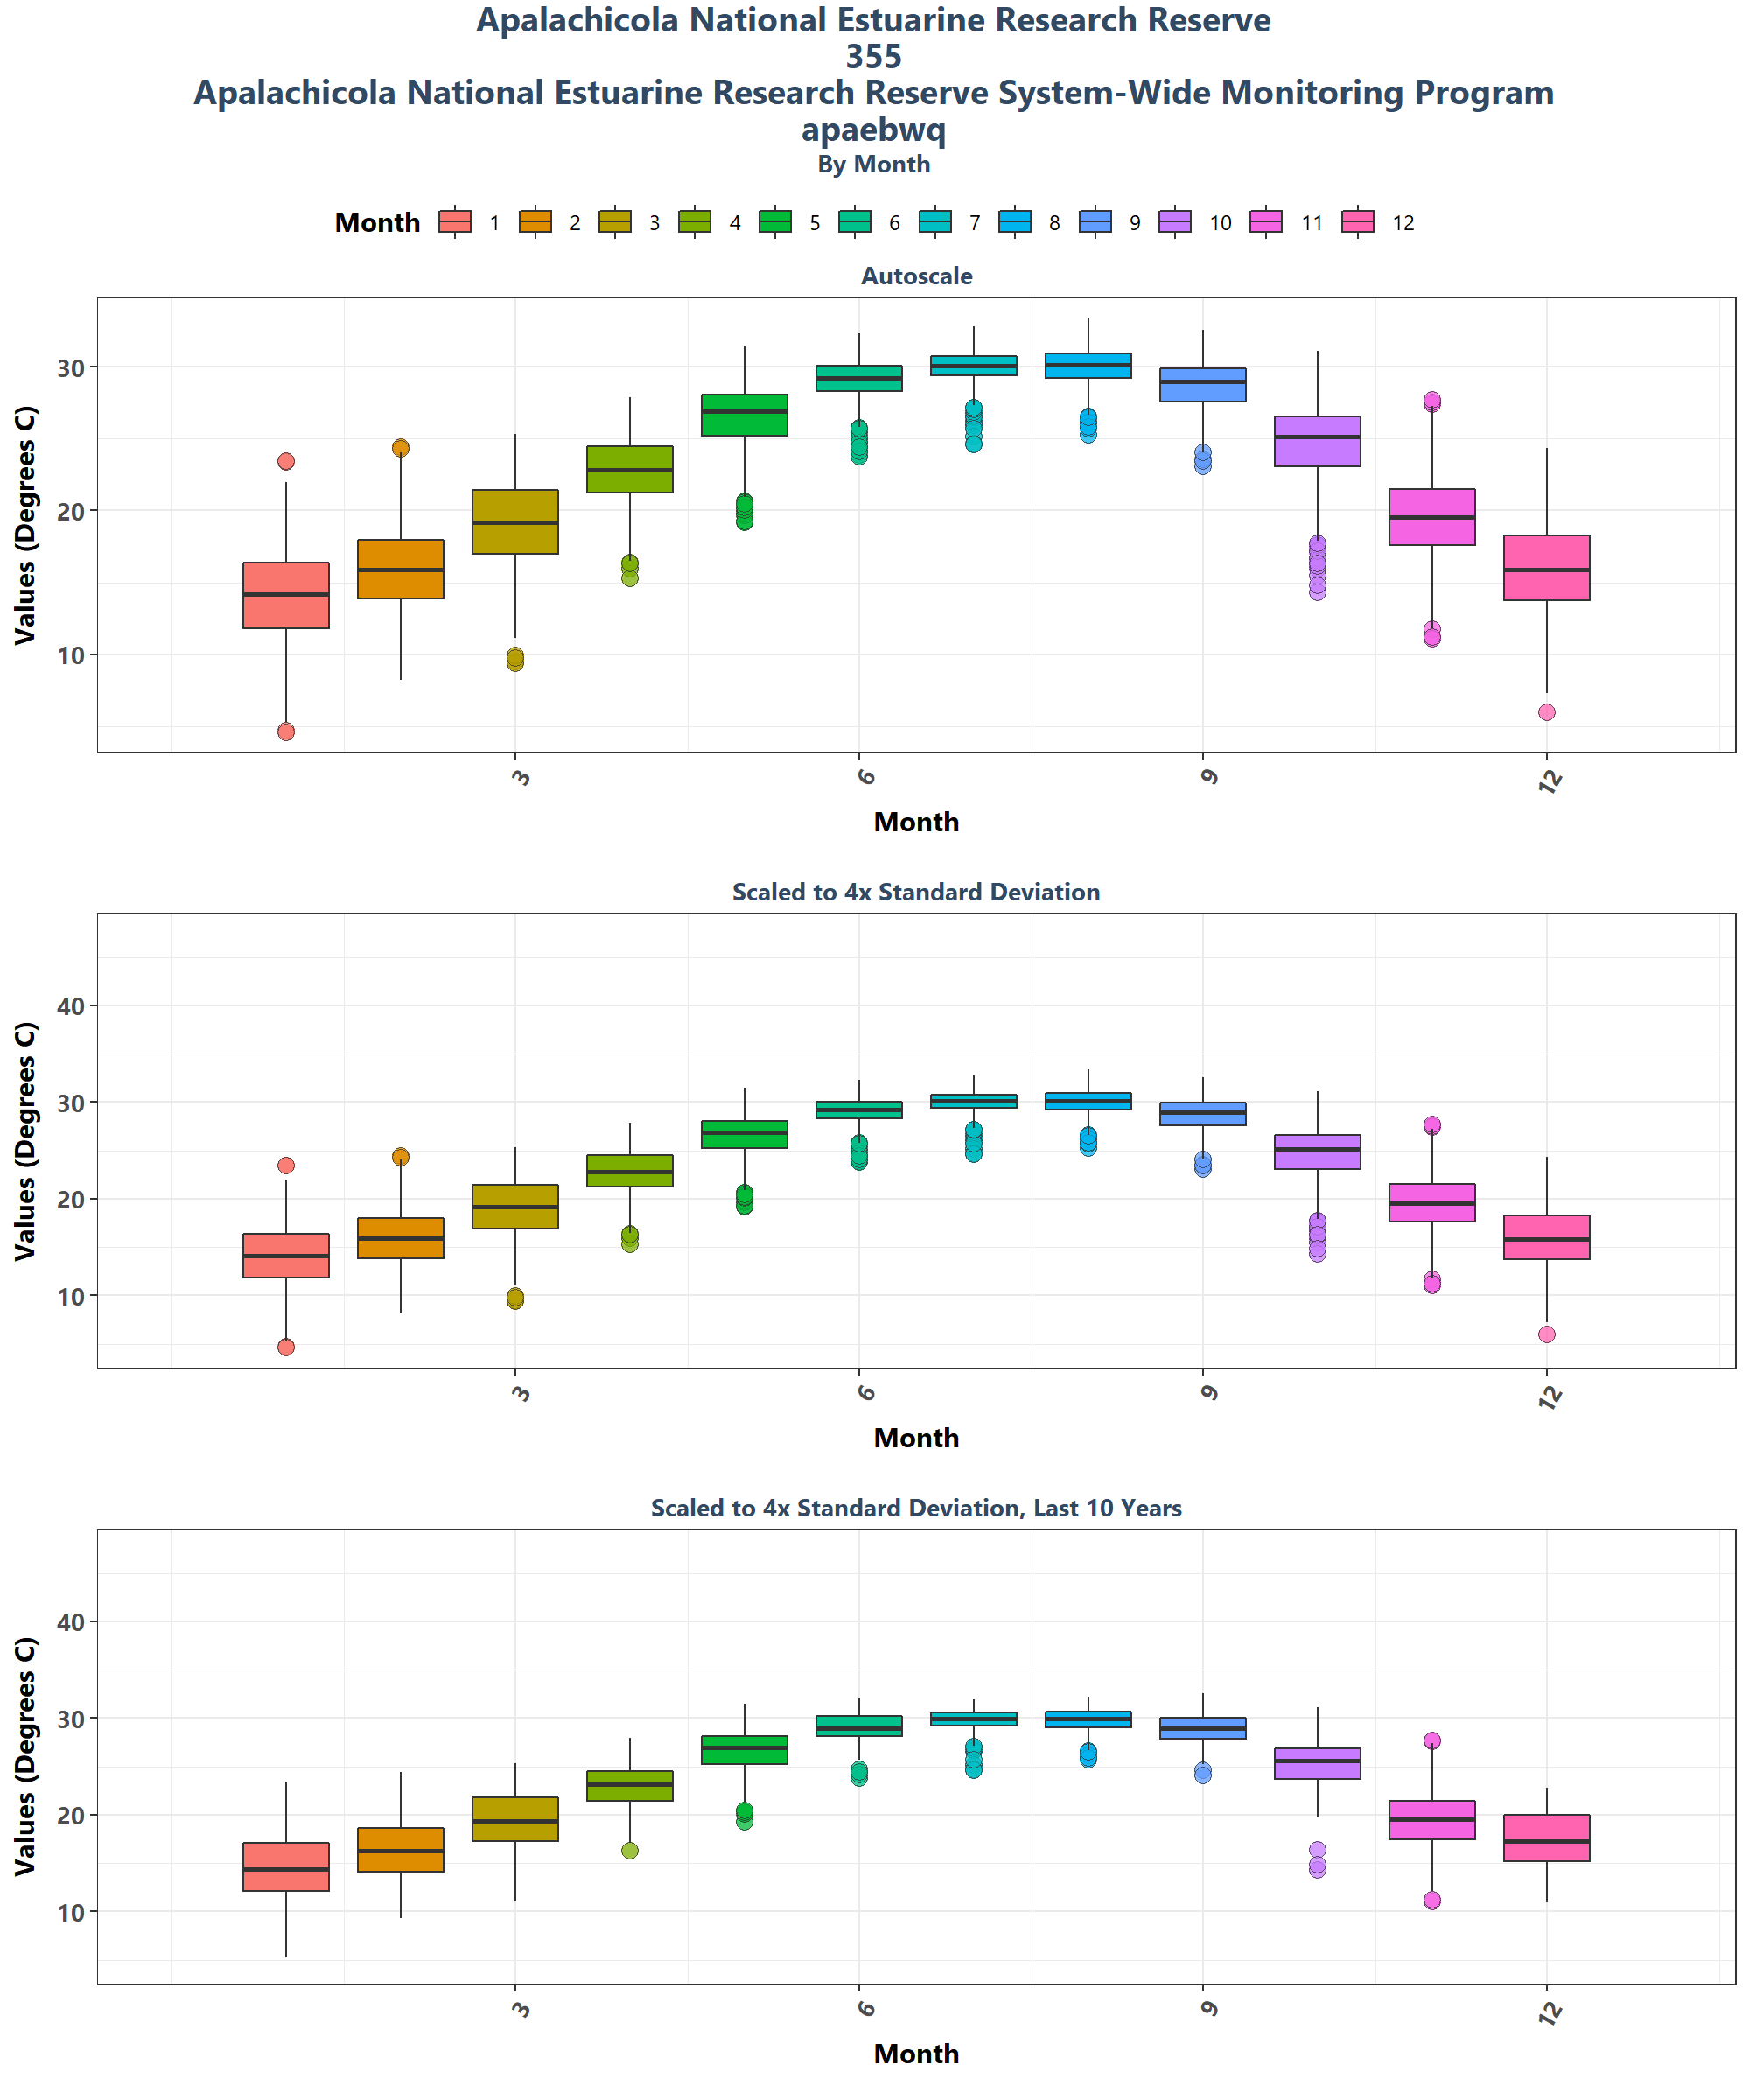 Apalachicola National Estuarine Research Reserve
355
Apalachicola National Estuarine Research Reserve System-Wide Monitoring Program
apaebwq
By Month
Month 1 2 3 4 5 6 7 8 9 10 11 12
Autoscale
Values (Degrees C)
30
20
10
3 6 9 12
Month
Scaled to 4x Standard Deviation
Values (Degrees C)
40
30
20
10
3 6 9 12
Month
Scaled to 4x Standard Deviation, Last 10 Years
Values (Degrees C)
40
30
20
10
3 6 9 12
Month